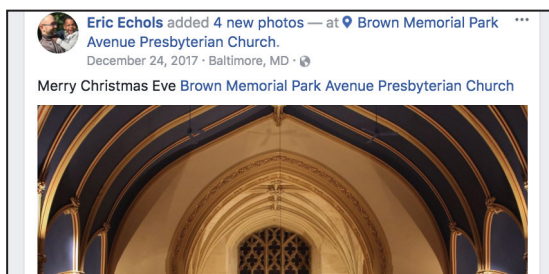 Eric Echols added 4 new photos — at Brown Memorial Park
Avenue Presbyterian Church.
December 24, 2017 · Baltimore, MD ·
Merry Christmas Eve Brown Memorial Park Avenue Presbyterian Church